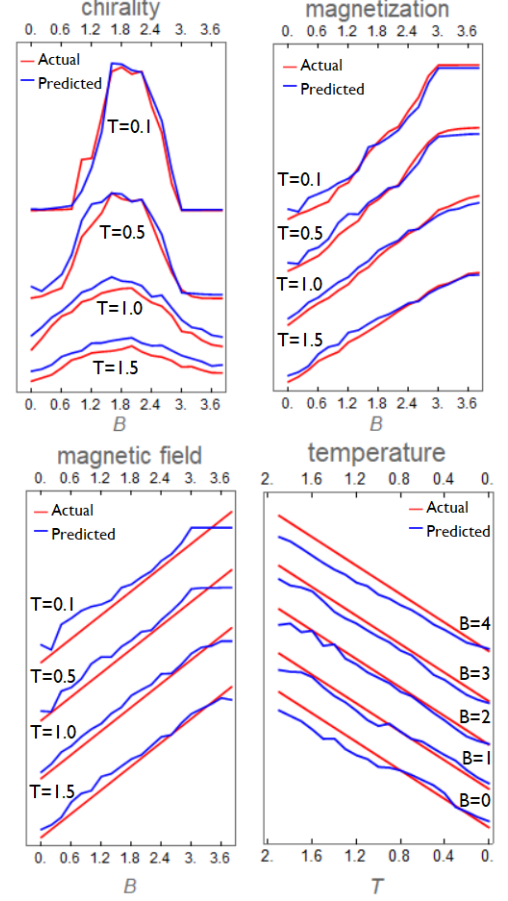 chirality
0. 0.6 1.2 1.8 2.4 3. 3.6
Actual
Predicted
T=0.1
T=0.5
T=1.0
T=1.5
0. 0.6 1.2 1.8 2.4 3. 3.6
B
magnetization
0. 0.6 1.2 1.8 2.4 3. 3.6
Actual
Predicted
T=0.1
T=0.5
T=1.0
T=1.5
0. 0.6 1.2 1.8 2.4 3. 3.6
B
magnetic field
0. 0.6 1.2 1.8 2.4 3. 3.6
Actual
Predicted
T=0.1
T=0.5
T=1.0
T=1.5
0. 0.6 1.2 1.8 2.4 3. 3.6
B
temperature
2. 1.6 1.2 0.8 0.4 0.
Actual
Predicted
B=4
B=3
B=2
B=1
B=0
2. 1.6 1.2 0.8 0.4 0.
T